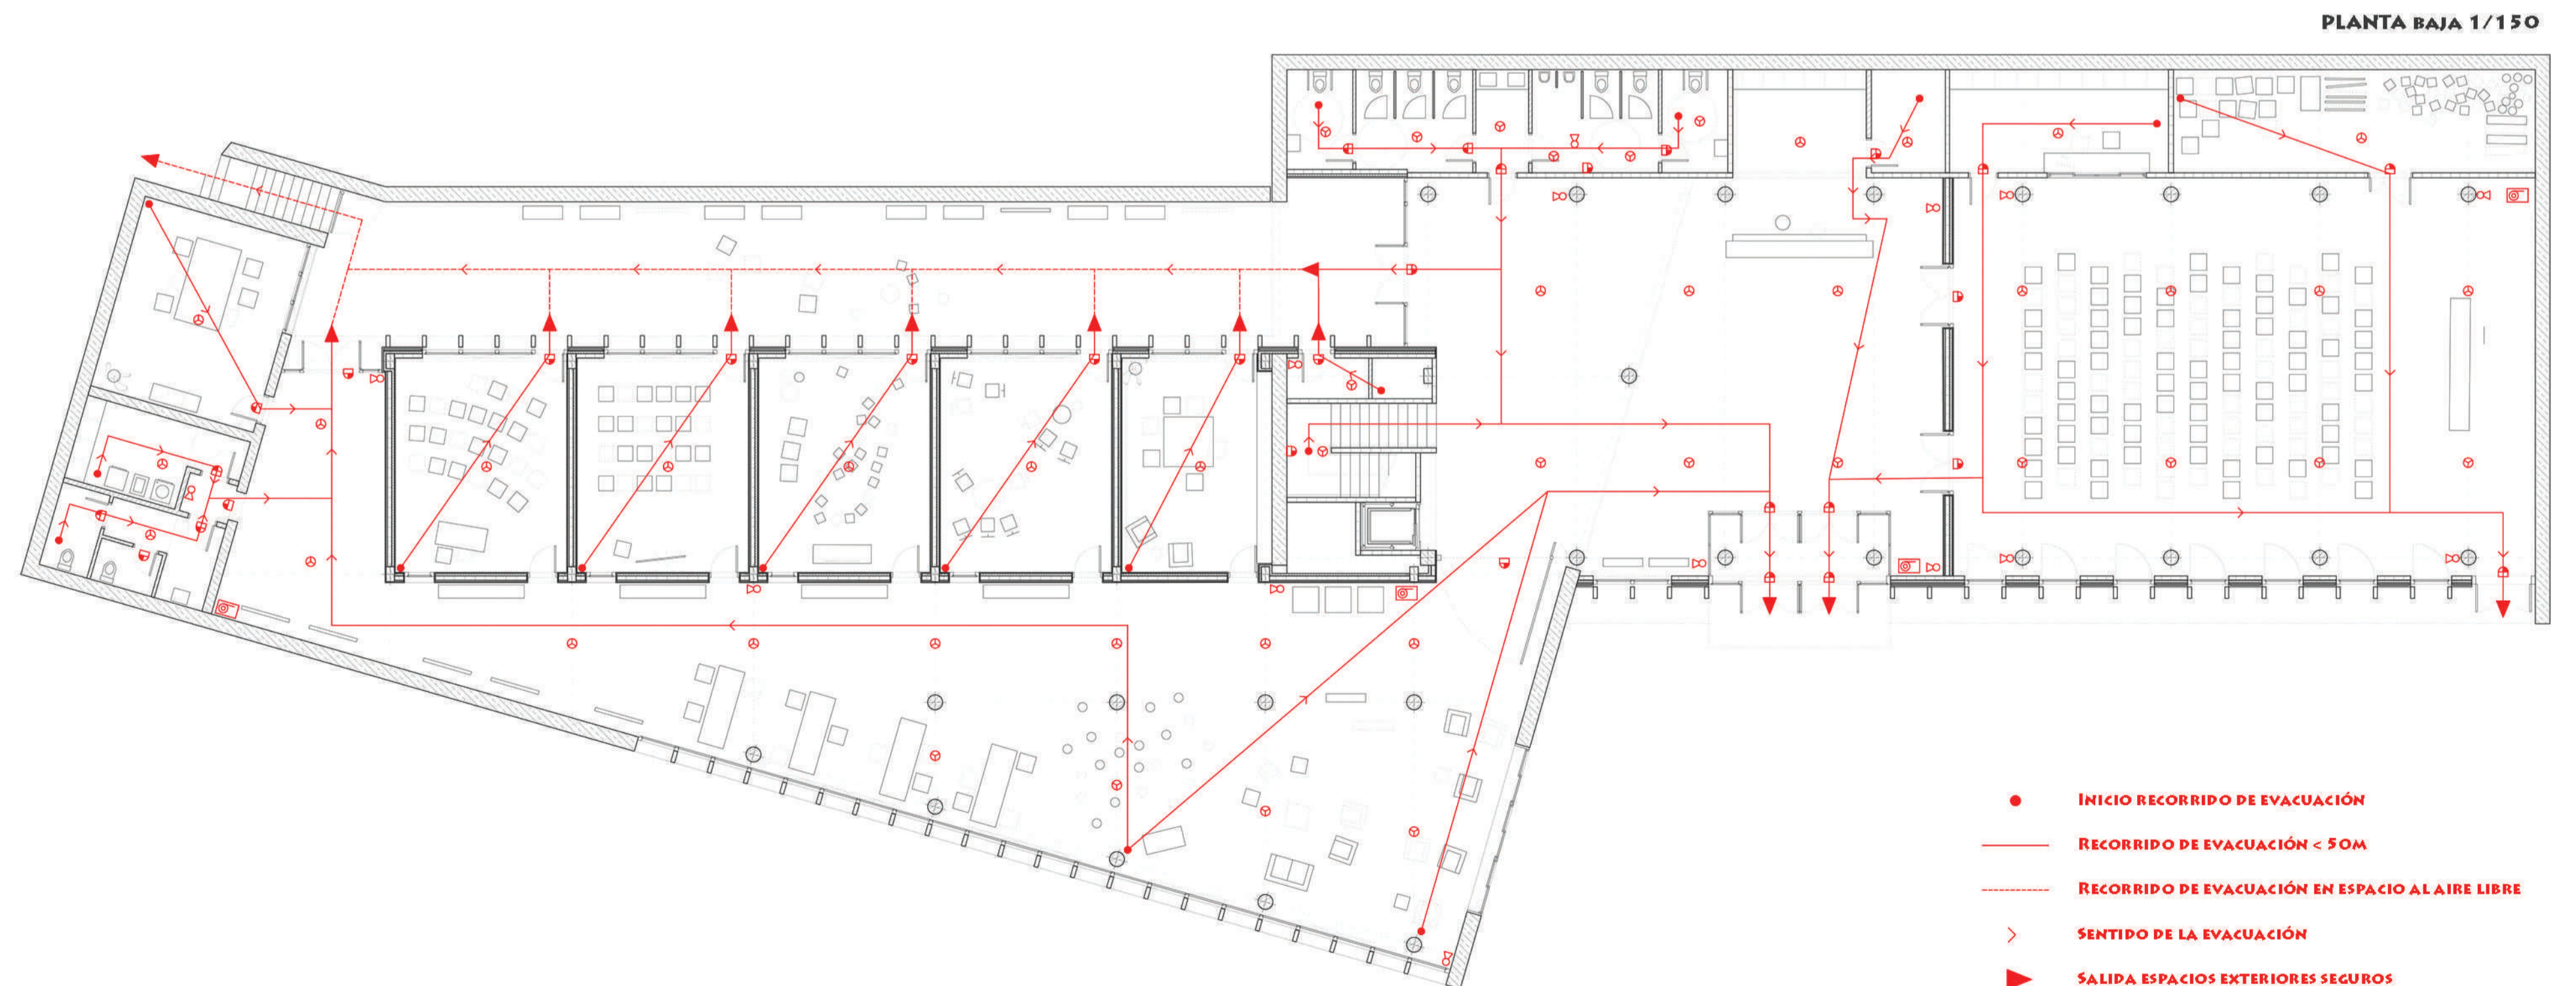 PLANTA BAJA 1/150
INICIO RECORRIDO DE EVACUACIÓN
RECORRIDO DE EVACUACIÓN < 50M
RECORRIDO DE EVACUACIÓN EN ESPACIO AL AIRE LIBRE
SENTIDO DE LA EVACUACIÓN
SALIDA ESPACIOS EXTERIORES SEGUROS